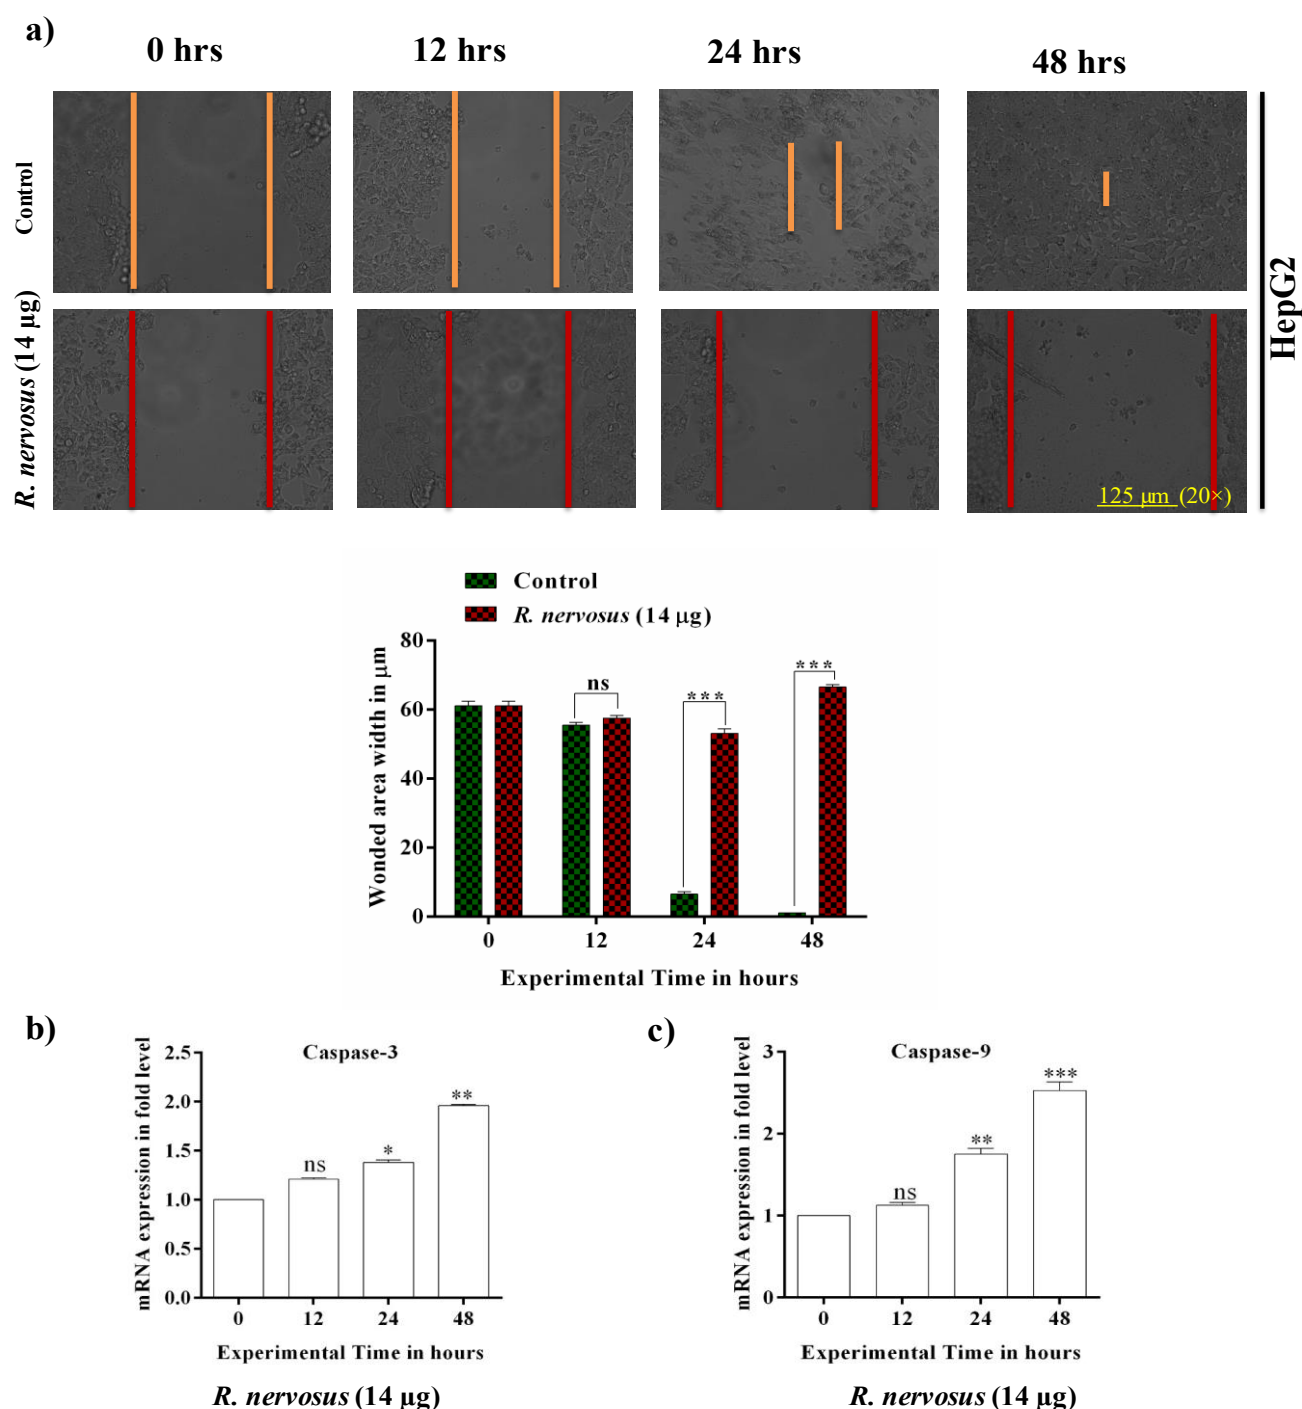 a)
0 hrs
12 hrs
24 hrs
48 hrs
Control
R. nervosus (14 µg)
HepG2
125 µm (20×)
Control
R. nervosus (14 µg)
Wonded area width in µm
80
60
40
20
0
ns
***
***
0 12 24 48
Experimental Time in hours
b)
Caspase-3
mRNA expression in fold level
2.5
2.0
1.5
1.0
0.5
0.0
ns
*
**
0 12 24 48
Experimental Time in hours
R. nervosus (14 µg)
c)
Caspase-9
mRNA expression in fold level
3
2
1
0
ns
**
***
0 12 24 48
Experimental Time in hours
R. nervosus (14 µg)